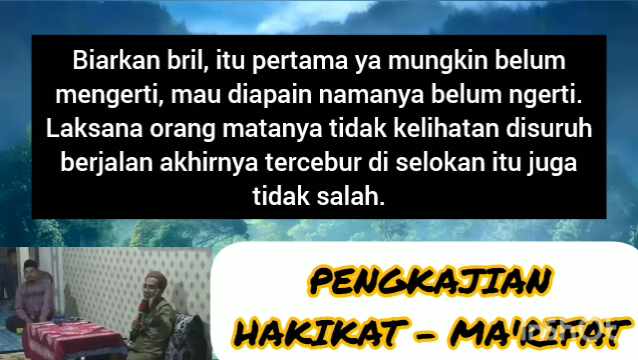 Biarkan bril, itu pertama ya mungkin belum
mengerti, mau diapain namanya belum ngerti.
Laksana orang matanya tidak kelihatan disuruh
berjalan akhirnya tercebur di selokan itu juga
tidak salah.
PENGKAJIAN
HAKIKAT - MA'RIFAT